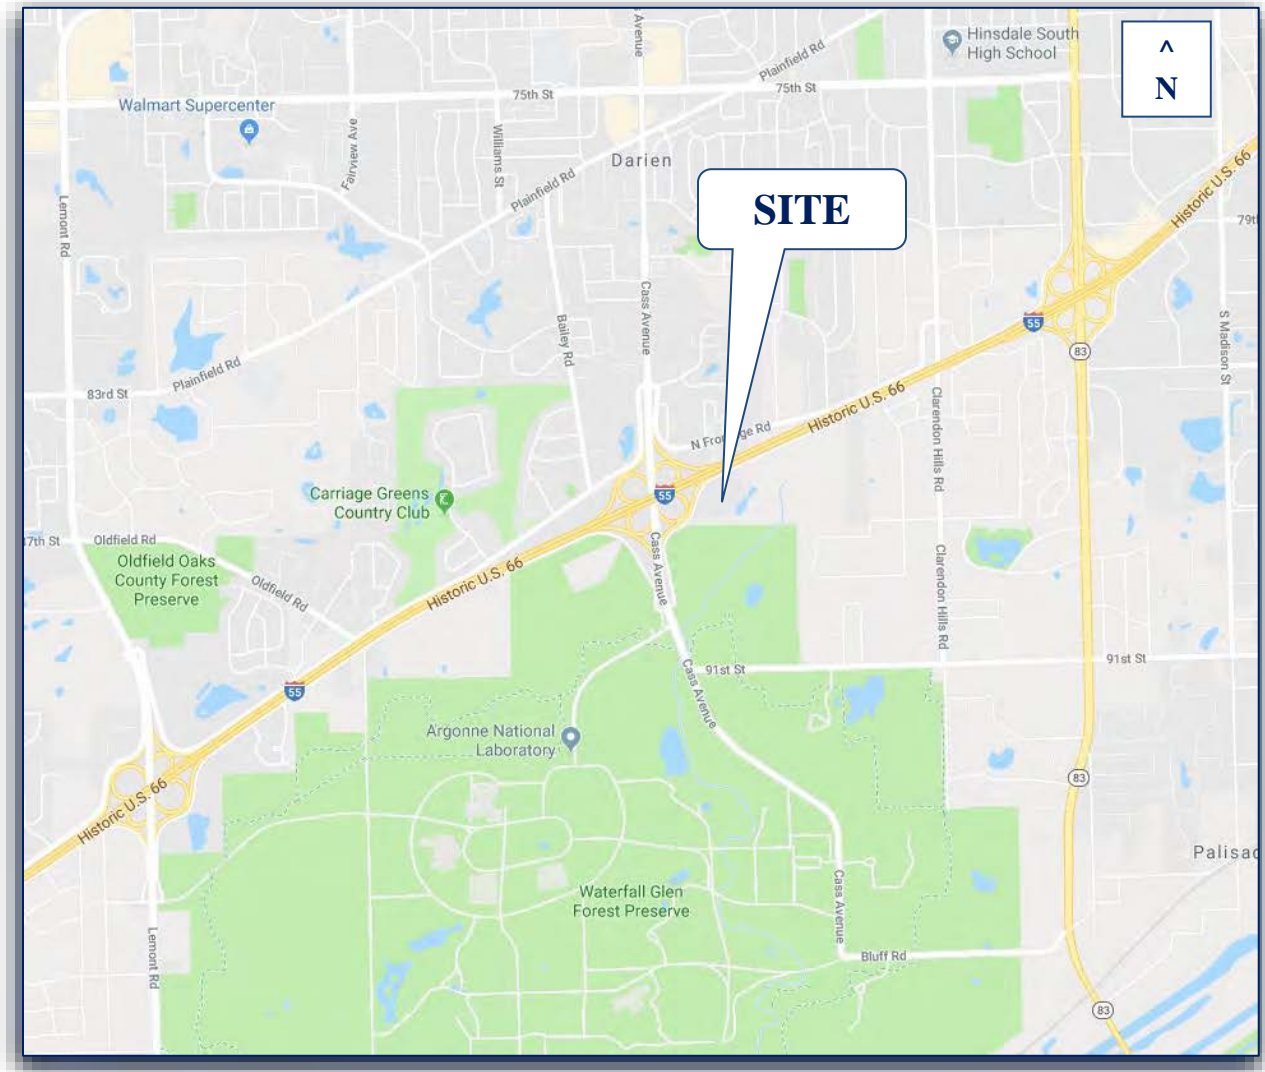 s Avenue
Hinsdale South
High School
^
N
Plainfield Rd
75th St
75th St
Walmart Supercenter
Fairview Ave
Williams St
Darien
Historic U.S. 66
Plainfield Rd
SITE
Lemont Rd
79th
Cass Avenue
Bailey Rd
55
S Madison St
83
Plainfield Rd
83rd St
Historic U.S. 66
Clarendon Hills Rd
N Fro ge Rd
Carriage Greens
Country Club
55
Oldfield Rd
7th St
Cass Avenue
Clarendon Hills Rd
Oldfield Oaks
County Forest
Preserve
Oldfield Rd
Historic U.S. 66
91st St
91st St
Cass Avenue
55
Argonne National
Laboratory
83
Historic U.S. 66
Palisad
Waterfall Glen
Forest Preserve
Cass Avenue
Lemont Rd
Bluff Rd
83